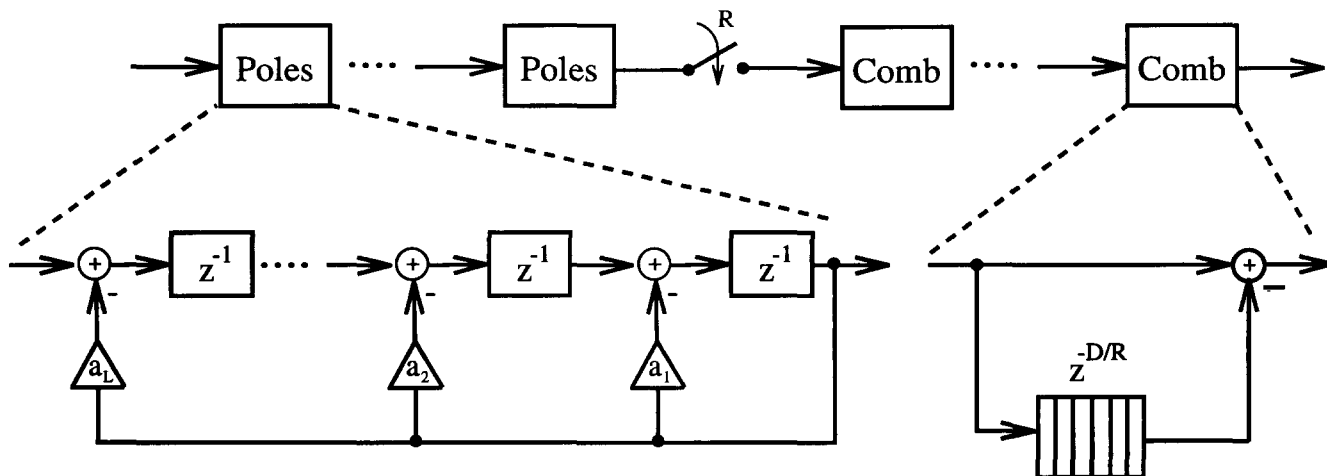 R
Poles .... Poles Comb .... Comb
+ z^{-1} .... + z^{-1} + z^{-1} +
- - - -
a_L a_2 a_1 z^{-D/R}